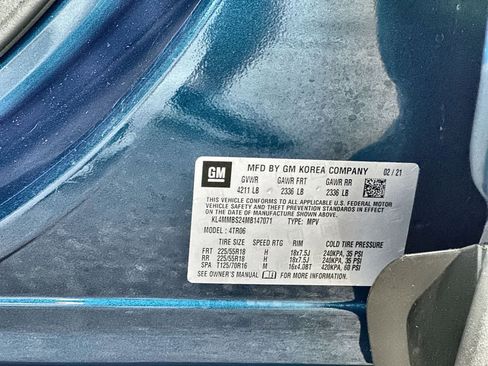 GM MFD BY GM KOREA COMPANY 02 / 21
GVWR GAWR FRT GAWR RR
4211 LB 2336 LB 2336 LB
THIS VEHICLE CONFORMS TO ALL APPLICABLE U.S. FEDERAL MOTOR
VEHICLE SAFETY AND THEFT PREVENTION STANDARDS IN EFFECT
ON THE DATE OF MANUFACTURE SHOWN ABOVE.
KL4MMBS24MB147071 TYPE: MPV
MODEL: 4TR06
TIRE SIZE SPEED RTG RIM COLD TIRE PRESSURE
FRT 225/55R18 H 18x7.5J 240KPA, 35 PSI
RR 225/55R18 H 18x7.5J 240KPA, 35 PSI
SPA T125/70R16 M 16x4.0BT 420KPA, 60 PSI
SEE OWNER'S MANUAL FOR MORE INFORMATION.